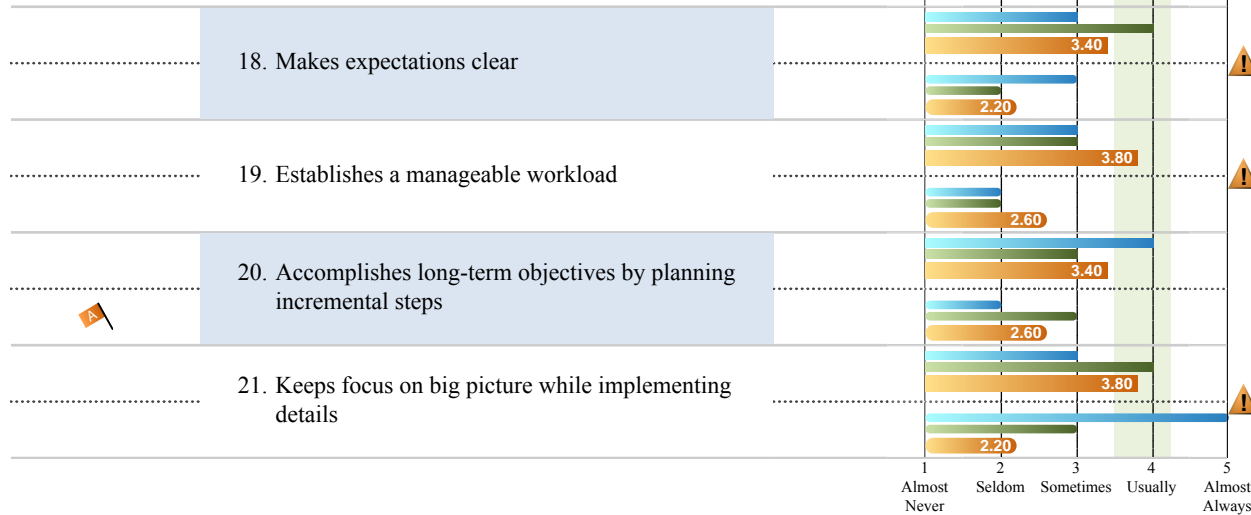 18. Makes expectations clear
3.40
2.20
19. Establishes a manageable workload
3.80
2.60
20. Accomplishes long-term objectives by planning
incremental steps
3.40
A
2.60
21. Keeps focus on big picture while implementing
details
3.80
2.20
1 2 3 4 5
Almost Never Seldom Sometimes Usually Almost Always